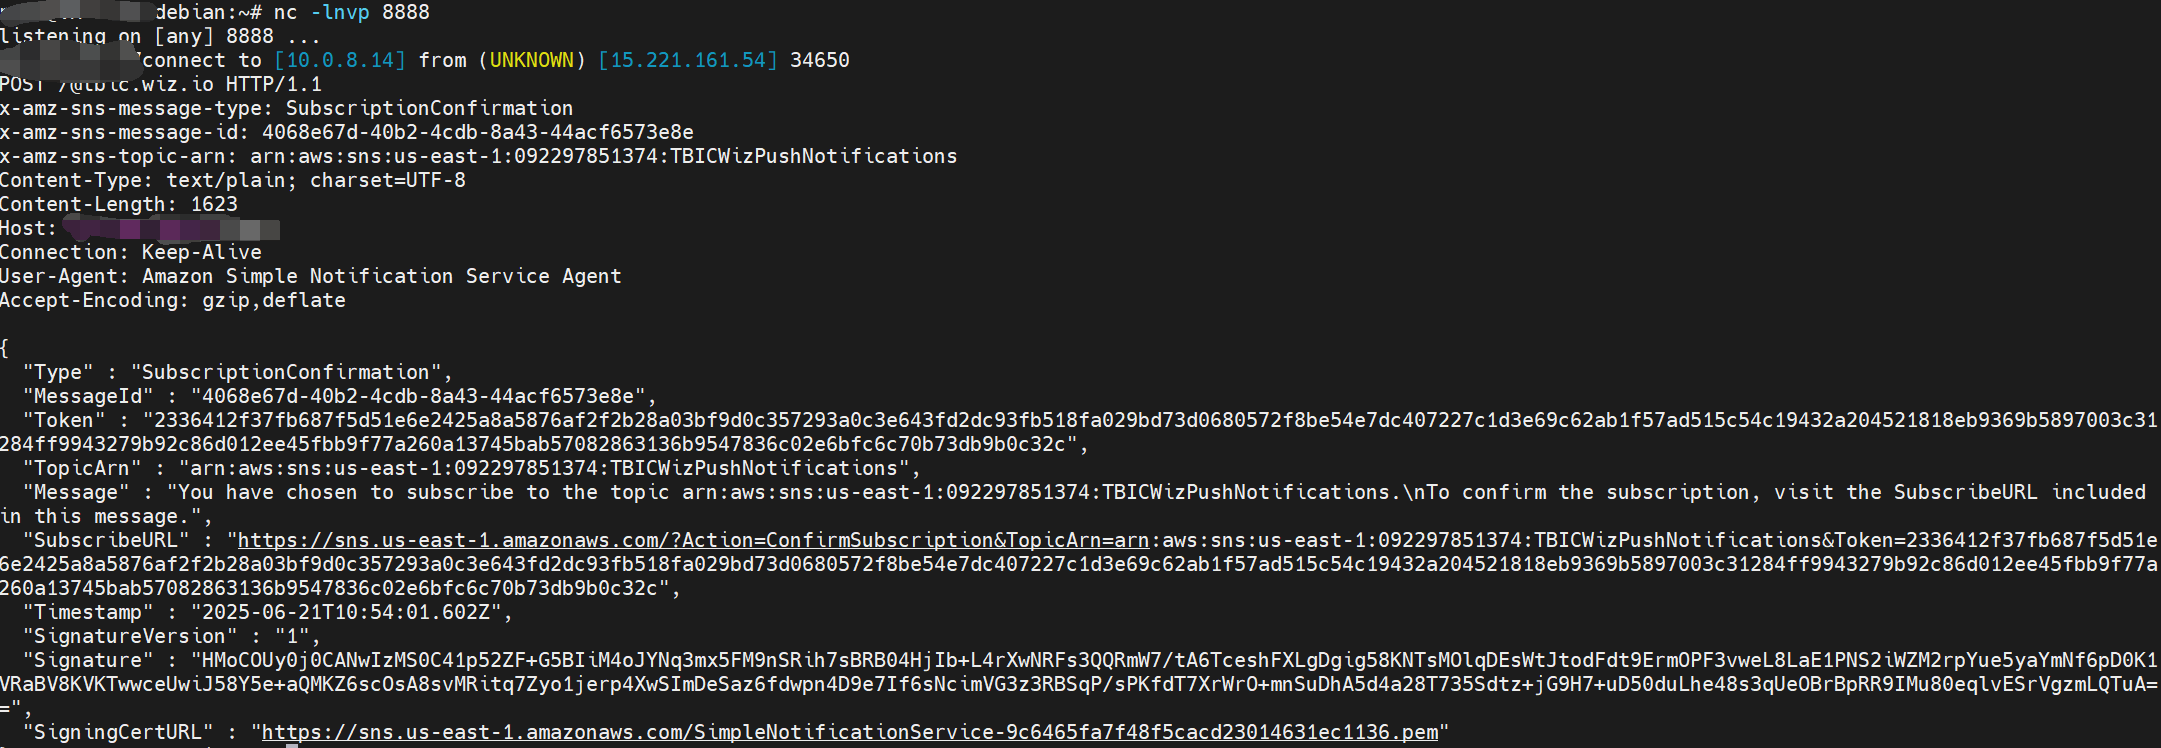 debian:~# nc -lnvp 8888
listening on [any] 8888 ...
connect to [10.0.8.14] from (UNKNOWN) [15.221.161.54] 34650
POST /@tbic.wiz.io HTTP/1.1
x-amz-sns-message-type: SubscriptionConfirmation
x-amz-sns-message-id: 4068e67d-40b2-4cdb-8a43-44acf6573e8e
x-amz-sns-topic-arn: arn:aws:sns:us-east-1:092297851374:TBICWizPushNotifications
Content-Type: text/plain; charset=UTF-8
Content-Length: 1623
Host:
Connection: Keep-Alive
User-Agent: Amazon Simple Notification Service Agent
Accept-Encoding: gzip,deflate
{
"Type" : "SubscriptionConfirmation",
"MessageId" : "4068e67d-40b2-4cdb-8a43-44acf6573e8e",
"Token" : "2336412f37fb687f5d51e6e2425a8a5876af2f2b28a03bf9d0c357293a0c3e643fd2dc93fb518fa029bd73d0680572f8be54e7dc407227c1d3e69c62ab1f57ad515c54c19432a204521818eb9369b5897003c31
284ff9943279b92c86d012ee45fbb9f77a260a13745bab57082863136b9547836c02e6bfc6c70b73db9b0c32c",
"TopicArn" : "arn:aws:sns:us-east-1:092297851374:TBICWizPushNotifications",
"Message" : "You have chosen to subscribe to the topic arn:aws:sns:us-east-1:092297851374:TBICWizPushNotifications.\nTo confirm the subscription, visit the SubscribeURL included
in this message.",
"SubscribeURL" : "https://sns.us-east-1.amazonaws.com/?Action=ConfirmSubscription&TopicArn=arn:aws:sns:us-east-1:092297851374:TBICWizPushNotifications&Token=2336412f37fb687f5d51e
6e2425a8a5876af2f2b28a03bf9d0c357293a0c3e643fd2dc93fb518fa029bd73d0680572f8be54e7dc407227c1d3e69c62ab1f57ad515c54c19432a204521818eb9369b5897003c31284ff9943279b92c86d012ee45fbb9f77a
260a13745bab57082863136b9547836c02e6bfc6c70b73db9b0c32c",
"Timestamp" : "2025-06-21T10:54:01.602Z",
"SignatureVersion" : "1",
"Signature" : "HMoCOUy0j0CANwIzMS0C41p52ZF+G5BIiM4oJYNq3mx5FM9nSRih7sBRB04HjIb+L4rXwNRFs3QQRmW7/tA6TceshFXLgDgig58KNTsMOlqDEsWtJtodFdt9ErmOPF3vweL8LaE1PNS2iWZM2rpYue5yaYmNf6pD0K1
VRaBV8KVKTwwceUwiJ58Y5e+aQMKZ6scOsA8svMRitq7Zyo1jerp4XwSImDeSaz6fdwpn4D9e7If6sNcimVG3z3RBSqP/sPKfdT7XrWrO+mnSuDhA5d4a28T735Sdtz+jG9H7+uD50duLhe48s3qUeOBrBpRR9IMu80eqlvESrVgzmLQTuA=
=",
"SigningCertURL" : "https://sns.us-east-1.amazonaws.com/SimpleNotificationService-9c6465fa7f48f5cacd23014631ec1136.pem"